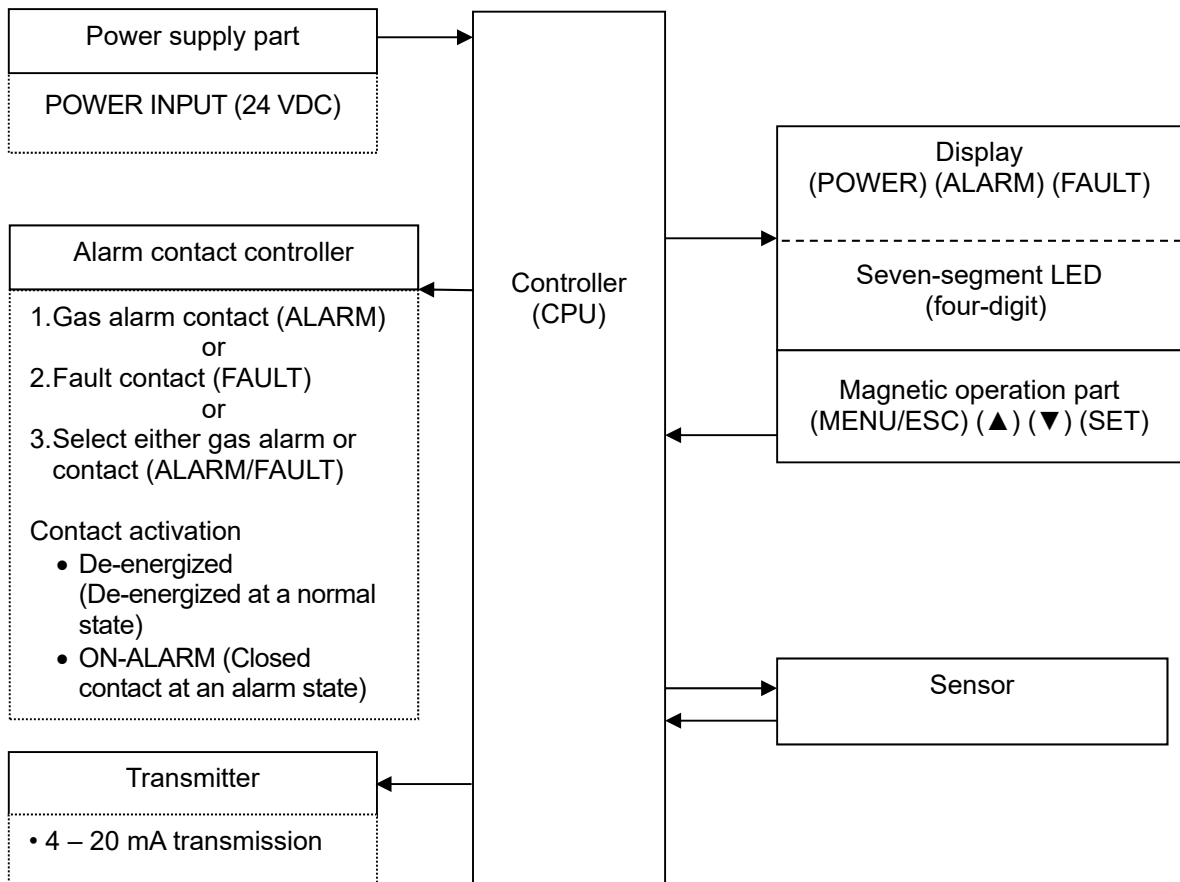 Power supply part
POWER INPUT (24 VDC)
Alarm contact controller
1.Gas alarm contact (ALARM)
or
2.Fault contact (FAULT)
or
3.Select either gas alarm or
contact (ALARM/FAULT)
Contact activation
• De-energized
(De-energized at a normal
state)
• ON-ALARM (Closed
contact at an alarm state)
Transmitter
• 4 – 20 mA transmission
Controller
(CPU)
Display
(POWER) (ALARM) (FAULT)
Seven-segment LED
(four-digit)
Magnetic operation part
(MENU/ESC) (▲) (▼) (SET)
Sensor